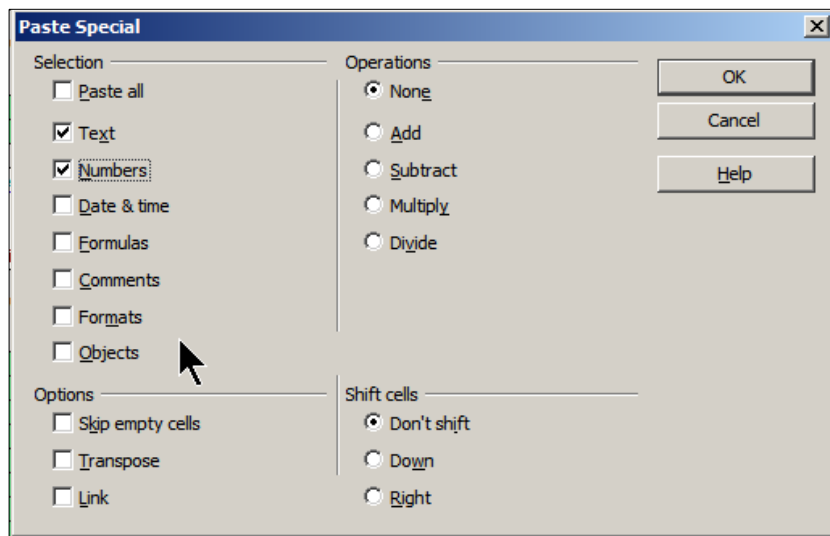 Paste Special
Selection
Paste all
Text
Numbers
Date & time
Formulas
Comments
Formats
Objects
Operations
None
Add
Subtract
Multiply
Divide
OK
Cancel
Help
Options
Skip empty cells
Transpose
Link
Shift cells
Don't shift
Down
Right